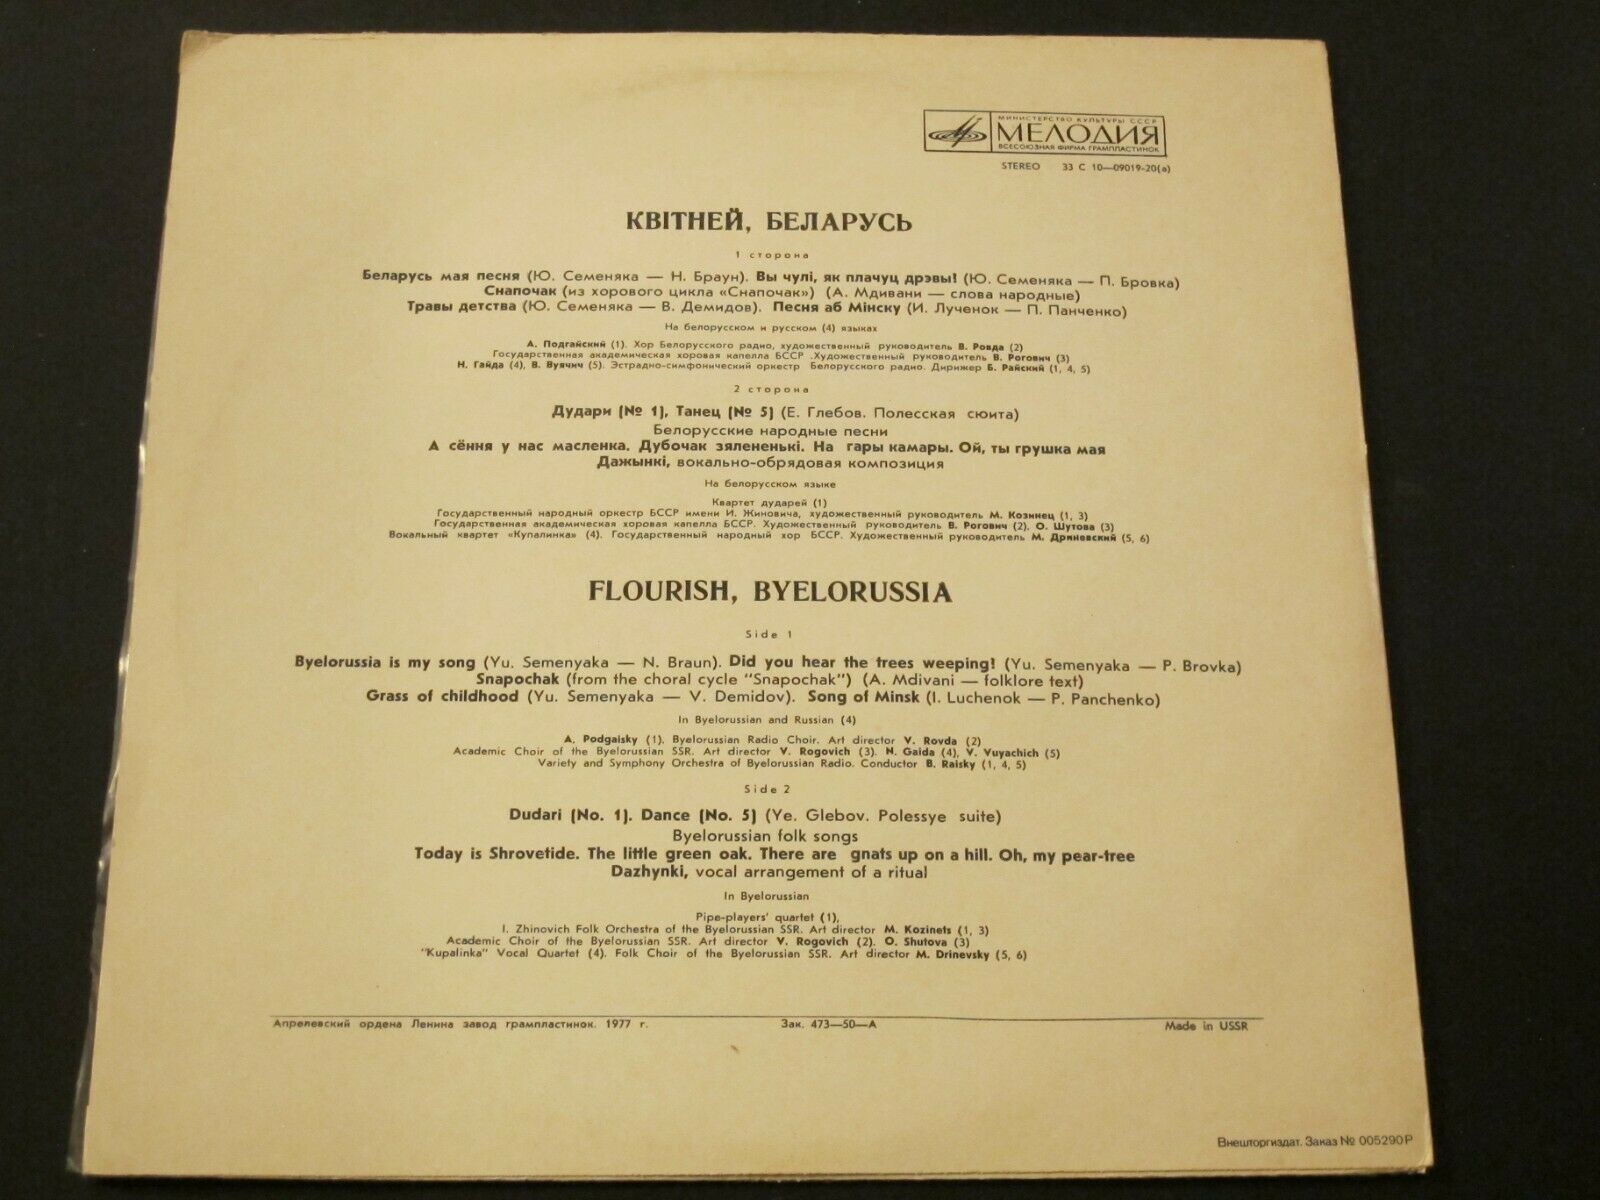 МИНИСТЕРСТВО КУЛЬТУРЫ СССР
МЕЛОДИЯ
ВСЕСОЮЗНАЯ ФИРМА ГРАМПЛАСТИНОК
STEREO 33 С 10—09019-20(а)
КВІТНЕЙ, БЕЛАРУСЬ
1 сторона
Беларусь мая песня (Ю. Семеняка — Н. Браун). Вы чулі, як плачуц дрэвы! (Ю. Семеняка — П. Бровка)
Снапочак (из хорового цикла «Снапочак») (А. Мдивани — слова народные)
Травы детства (Ю. Семеняка — В. Демидов). Песня аб Мінску (И. Лученок — П. Панченко)
На белорусском и русском (4) языках
А. Подгайский (1). Хор Белорусского радио, художественный руководитель В. Ровда (2)
Государственная академическая хоровая капелла БССР .Художественный руководитель В. Рогович (3)
Н. Гайда (4), В. Вуячич (5). Эстрадно-симфонический оркестр Белорусского радио. Дирижер Б. Райский (1, 4, 5)
2 сторона
Дудари (№ 1), Танец (№ 5) (Е. Глебов. Полесская сюита)
Белорусские народные песни
А сёння у нас масленка. Дубочак зялененькі. На гары камары. Ой, ты грушка мая
Дажынкі, вокально-обрядовая композиция
На белорусском языке
Квартет дударей (1)
Государственный народный оркестр БССР имени И. Жиновича, художественный руководитель М. Козинец (1, 3)
Государственная академическая хоровая капелла БССР. Художественный руководитель В. Рогович (2). О. Шутова (3)
Вокальный квартет «Купалинка» (4). Государственный народный хор БССР. Художественный руководитель М. Дриневский (5, 6)
FLOURISH, BYELORUSSIA
Side 1
Byelorussia is my song (Yu. Semenyaka — N. Braun). Did you hear the trees weeping! (Yu. Semenyaka — P. Brovka)
Snapochak (from the choral cycle "Snapochak") (A. Mdivani — folklore text)
Grass of childhood (Yu. Semenyaka — V. Demidov). Song of Minsk (I. Luchenok — P. Panchenko)
In Byelorussian and Russian (4)
A. Podgaisky (1). Byelorussian Radio Choir. Art director V. Rovda (2)
Academic Choir of the Byelorussian SSR. Art director V. Rogovich (3). N. Gaida (4), V. Vuyachich (5)
Variety and Symphony Orchestra of Byelorussian Radio. Conductor B. Raisky (1, 4, 5)
Side 2
Dudari (No. 1). Dance (No. 5) (Ye. Glebov. Polessye suite)
Byelorussian folk songs
Today is Shrovetide. The little green oak. There are gnats up on a hill. Oh, my pear-tree
Dazhynki, vocal arrangement of a ritual
In Byelorussian
Pipe-players' quartet (1),
I. Zhinovich Folk Orchestra of the Byelorussian SSR. Art director M. Kozinets (1, 3)
Academic Choir of the Byelorussian SSR. Art director V. Rogovich (2). O. Shutova (3)
"Kupalinka" Vocal Quartet (4). Folk Choir of the Byelorussian SSR. Art director M. Drinevsky (5, 6)
Апрелевский ордена Ленина завод грампластинок. 1977 г. Зак. 473—50—А Made in USSR
Внешторгиздат. Заказ № 005290Р